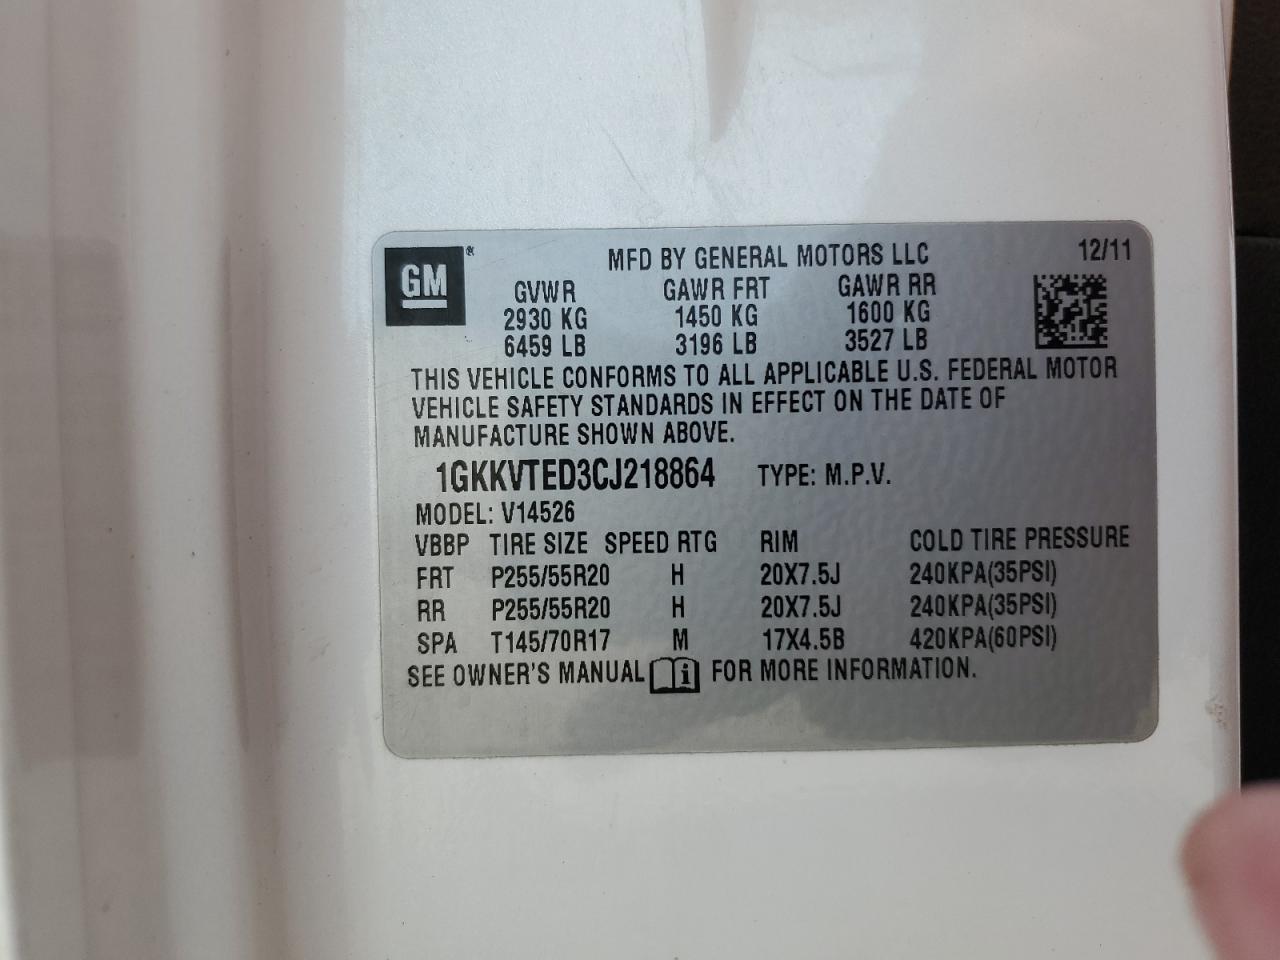 GM®
MFD BY GENERAL MOTORS LLC 12/11
GVWR GAWR FRT GAWR RR
2930 KG 1450 KG 1600 KG
6459 LB 3196 LB 3527 LB
THIS VEHICLE CONFORMS TO ALL APPLICABLE U.S. FEDERAL MOTOR
VEHICLE SAFETY STANDARDS IN EFFECT ON THE DATE OF
MANUFACTURE SHOWN ABOVE.
1GKKVTED3CJ218864 TYPE: M.P.V.
MODEL: V14526
VBBP TIRE SIZE SPEED RTG RIM COLD TIRE PRESSURE
FRT P255/55R20 H 20X7.5J 240KPA(35PSI)
RR P255/55R20 H 20X7.5J 240KPA(35PSI)
SPA T145/70R17 M 17X4.5B 420KPA(60PSI)
SEE OWNER'S MANUAL i FOR MORE INFORMATION.